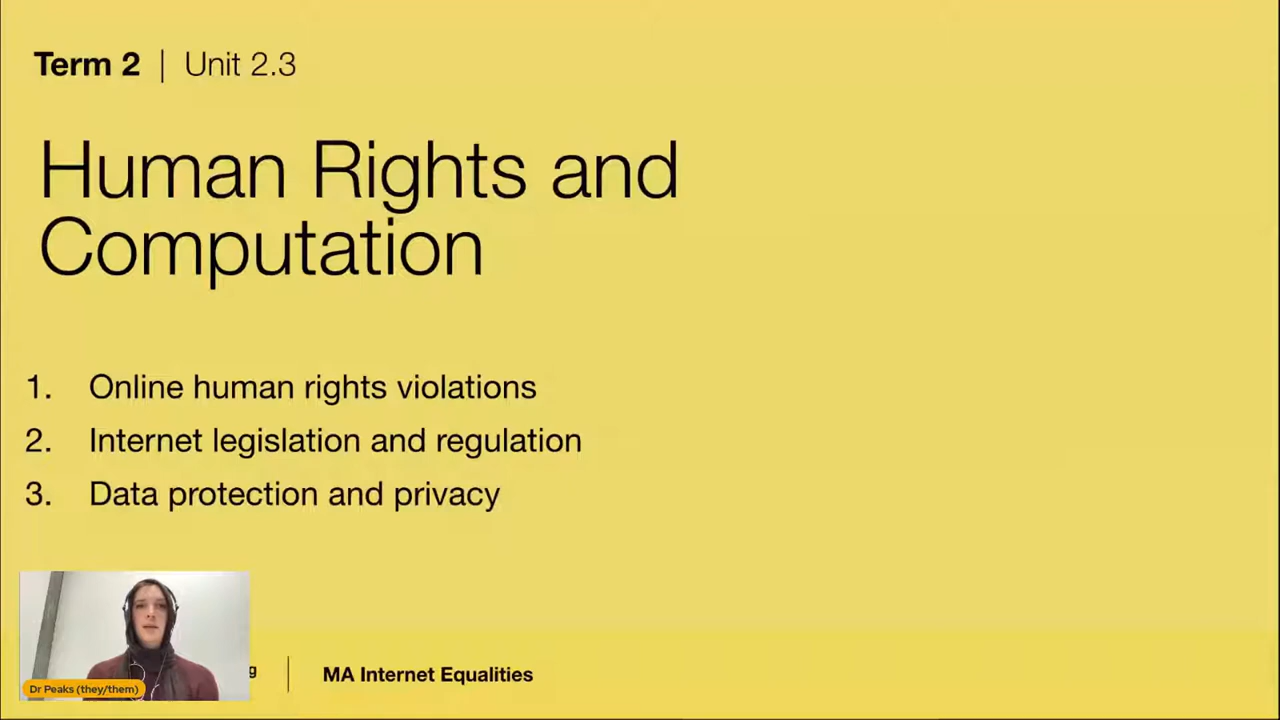 Term 2 | Unit 2.3
Human Rights and
Computation
1. Online human rights violations
2. Internet legislation and regulation
3. Data protection and privacy
MA Internet Equalities
Dr Peaks (they/them)